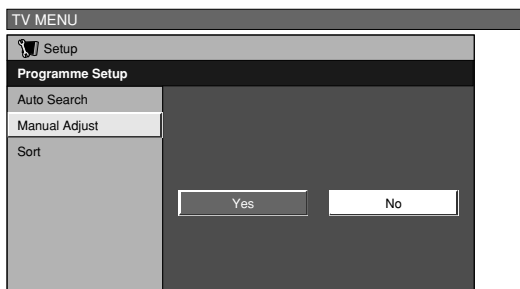 TV MENU
Setup
Programme Setup
Auto Search
Manual Adjust
Sort
Yes No